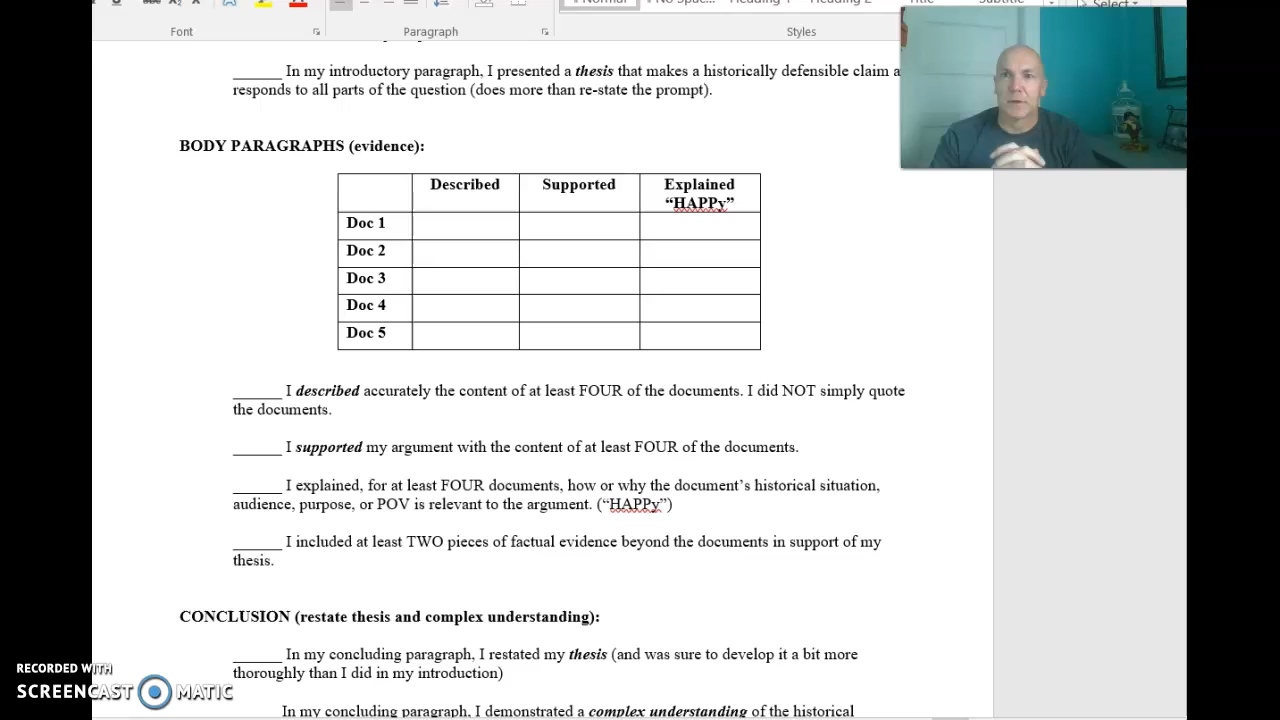 Font
Paragraph
Styles
Select
______ In my introductory paragraph, I presented a thesis that makes a historically defensible claim a
responds to all parts of the question (does more than re-state the prompt).
BODY PARAGRAPHS (evidence):
Described Supported Explained
“HAPPy”
Doc 1
Doc 2
Doc 3
Doc 4
Doc 5
______ I described accurately the content of at least FOUR of the documents. I did NOT simply quote
the documents.
______ I supported my argument with the content of at least FOUR of the documents.
______ I explained, for at least FOUR documents, how or why the document’s historical situation,
audience, purpose, or POV is relevant to the argument. (“HAPPy”)
______ I included at least TWO pieces of factual evidence beyond the documents in support of my
thesis.
CONCLUSION (restate thesis and complex understanding):
______ In my concluding paragraph, I restated my thesis (and was sure to develop it a bit more
thoroughly than I did in my introduction)
In my concluding paragraph, I demonstrated a complex understanding of the historical
RECORDED WITH
SCREENCAST MATIC